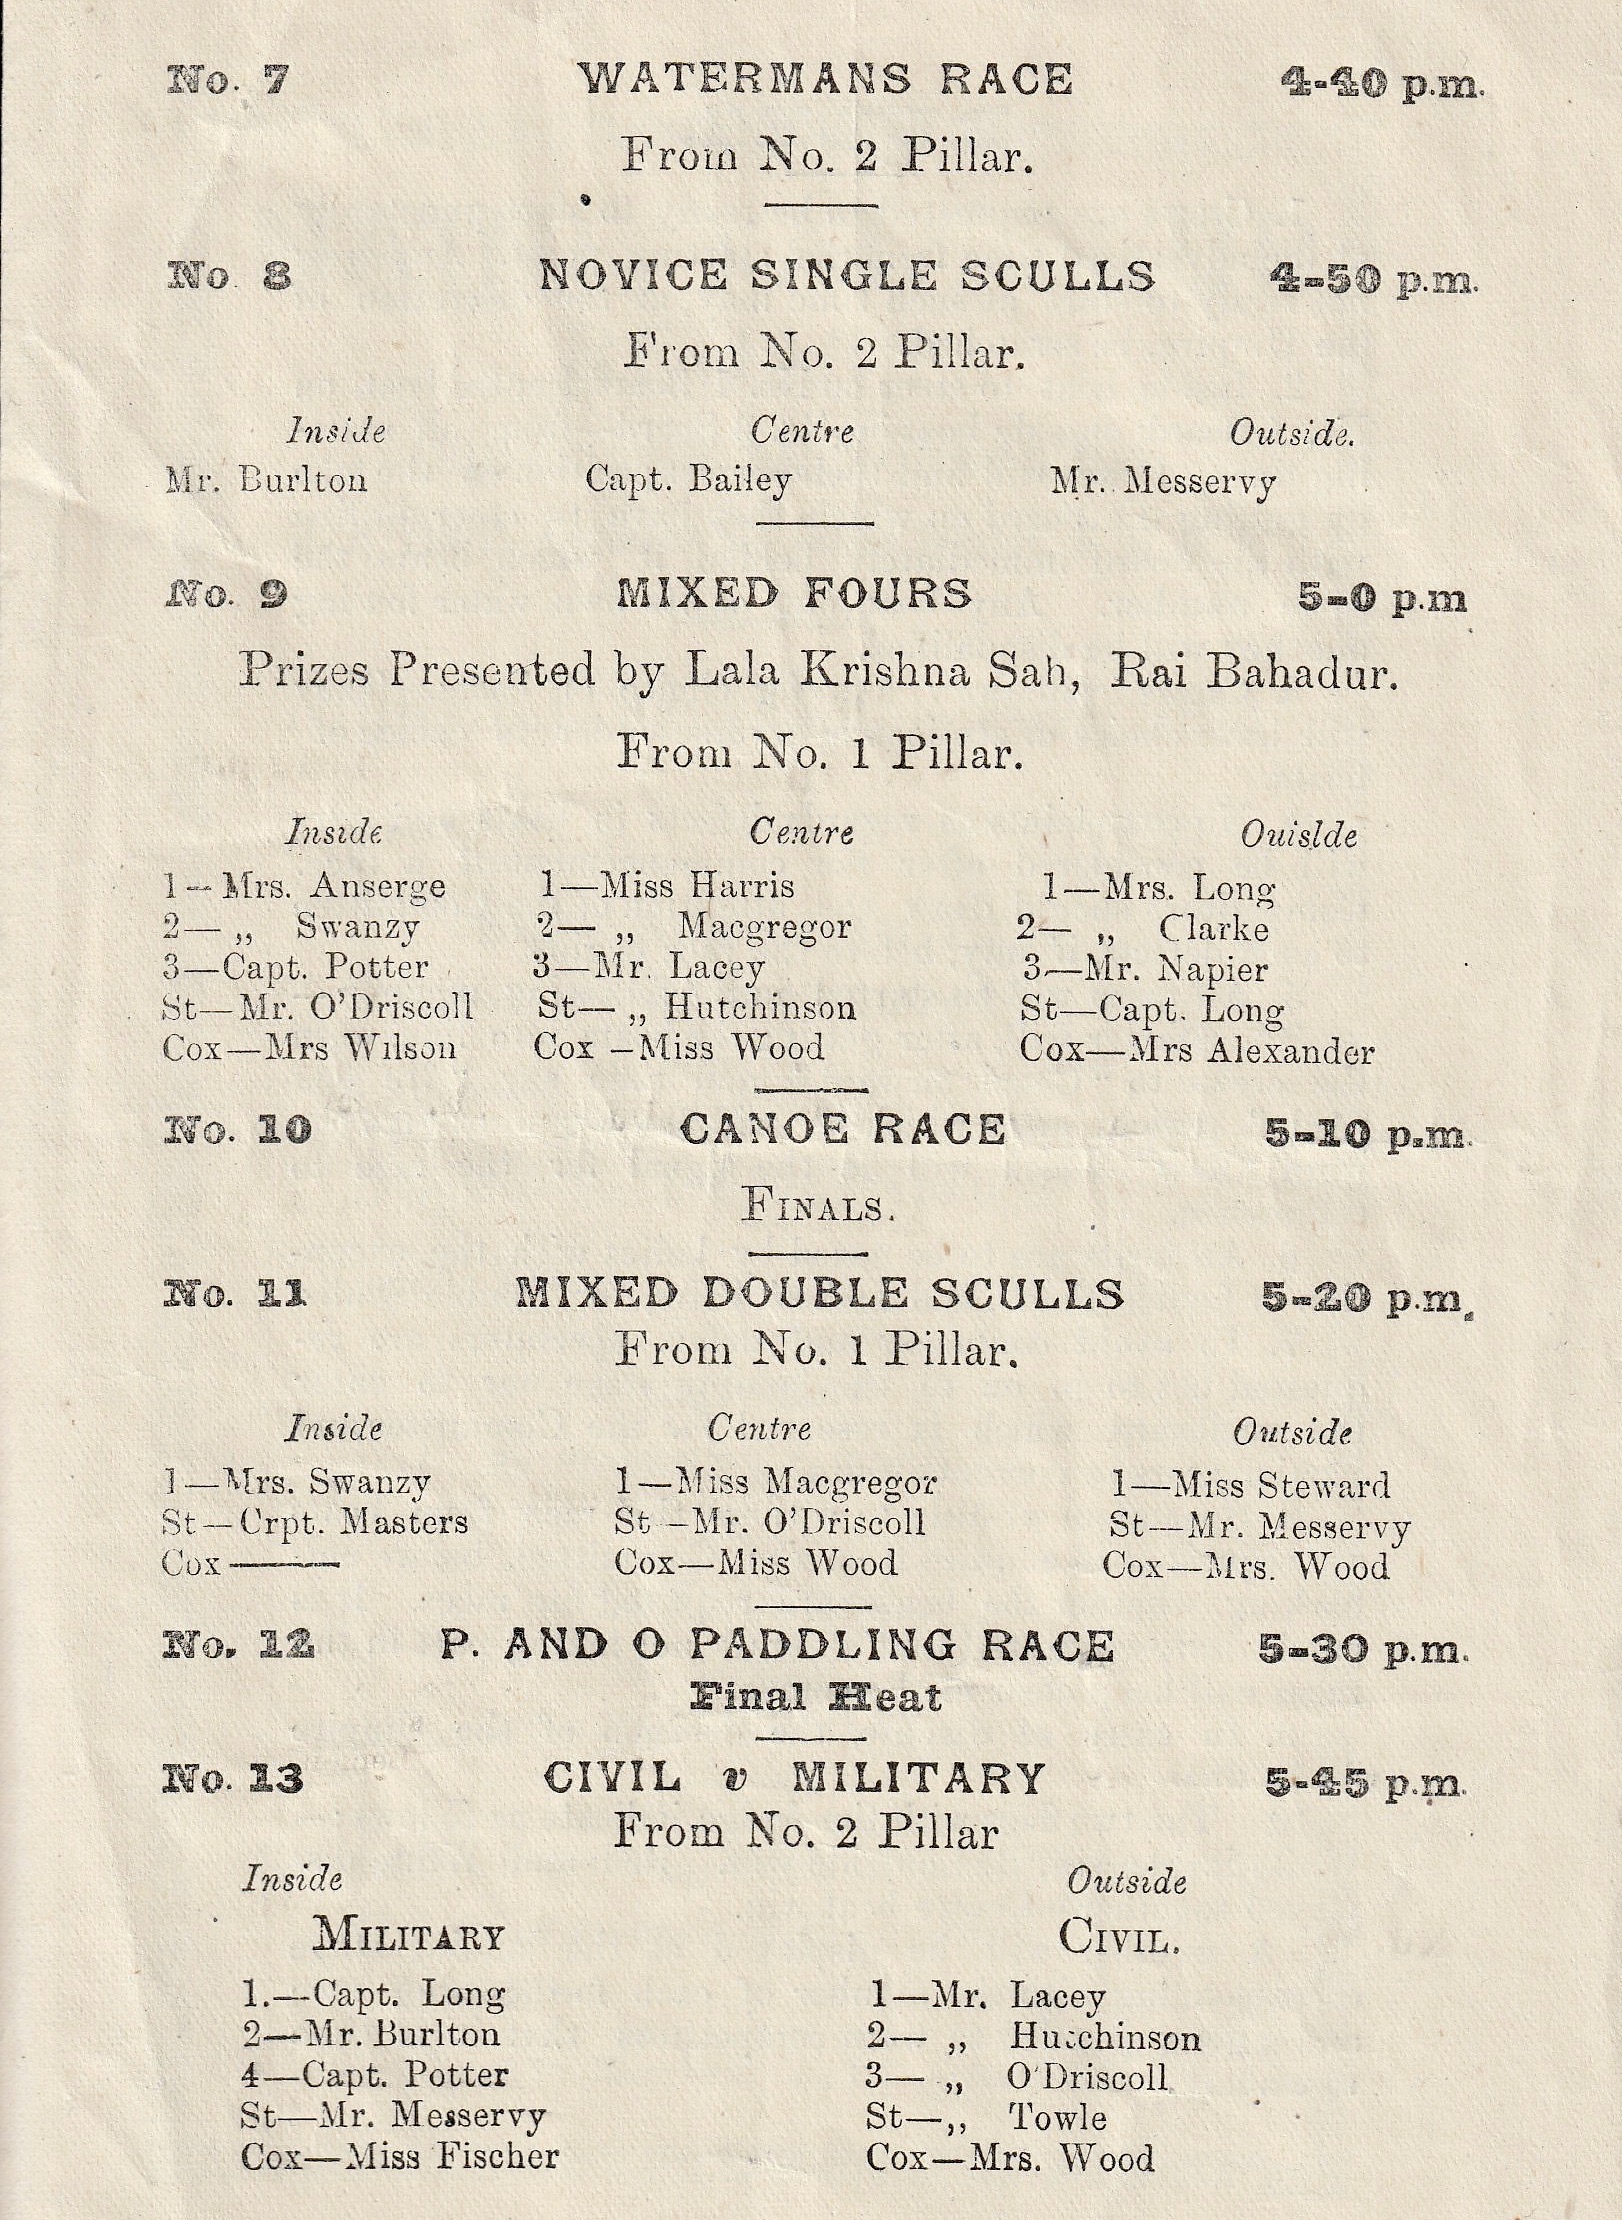 No. 7 WATERMANS RACE 4-40 p.m.
From No. 2 Pillar.
No. 8 NOVICE SINGLE SCULLS 4-50 p.m.
From No. 2 Pillar.
Inside Centre Outside.
Mr. Burlton Capt. Bailey Mr. Messervy
No. 9 MIXED FOURS 5-0 p.m
Prizes Presented by Lala Krishna Sah, Rai Bahadur.
From No. 1 Pillar.
Inside Centre Ouislde
1—Mrs. Anserge 1—Miss Harris 1—Mrs. Long
2— „ Swanzy 2— „ Macgregor 2— „ Clarke
3—Capt. Potter 3—Mr. Lacey 3—Mr. Napier
St—Mr. O'Driscoll St— „ Hutchinson St—Capt. Long
Cox—Mrs Wilson Cox —Miss Wood Cox—Mrs Alexander
No. 10 CANOE RACE 5-10 p.m.
FINALS.
No. 11 MIXED DOUBLE SCULLS 5-20 p.m.
From No. 1 Pillar.
Inside Centre Outside
1—Mrs. Swanzy 1—Miss Macgregor 1—Miss Steward
St—Crpt. Masters St—Mr. O'Driscoll St—Mr. Messervy
Cox —— Cox—Miss Wood Cox—Mrs. Wood
No. 12 P. AND O PADDLING RACE 5-30 p.m.
Final Heat
No. 13 CIVIL v MILITARY 5-45 p.m.
From No. 2 Pillar
Inside Outside
MILITARY CIVIL.
1.—Capt. Long 1—Mr. Lacey
2—Mr. Burlton 2— „ Hutchinson
4—Capt. Potter 3— „ O'Driscoll
St—Mr. Messervy St—„ Towle
Cox—Miss Fischer Cox—Mrs. Wood